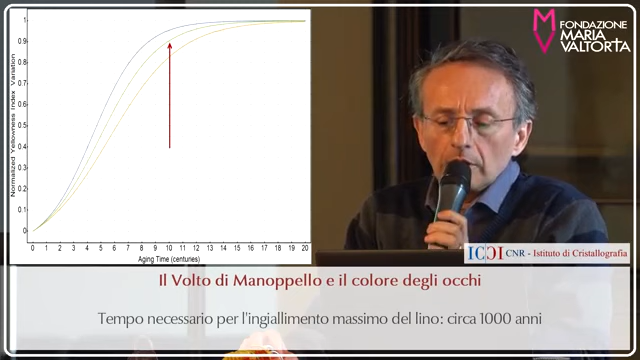 FONDAZIONE
MARIA
VALTORTA
Normalized Yellowness Index Variation
1
0.9
0.8
0.7
0.6
0.5
0.4
0.3
0.2
0.1
0
0 1 2 3 4 5 6 7 8 9 10 11 12 13 14 15 16 17 18 19 20
Aging Time (centuries)
IC CNR - Istituto di Cristallografia
Il Volto di Manoppello e il colore degli occhi
Tempo necessario per l'ingiallimento massimo del lino: circa 1000 anni